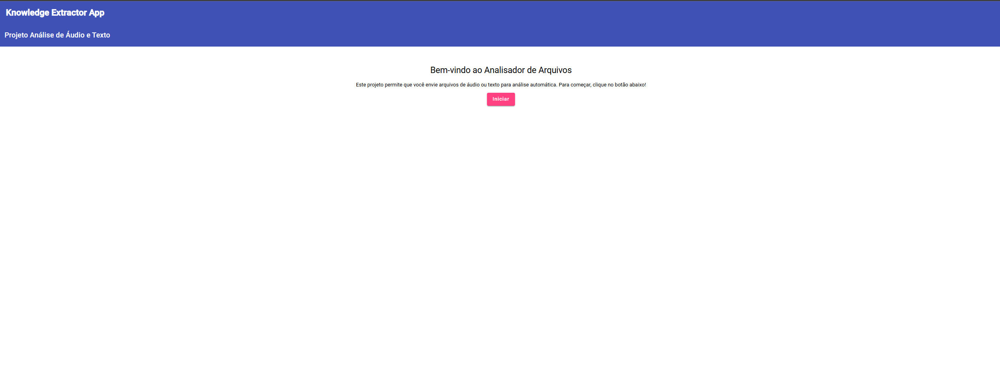 Knowledge Extractor App
Projeto Análise de Áudio e Texto
Bem-vindo ao Analisador de Arquivos
Este projeto permite que você envie arquivos de áudio ou texto para análise automática. Para começar, clique no botão abaixo!
Iniciar